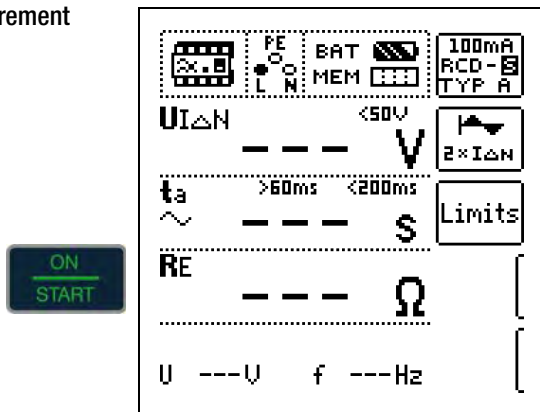 rement
PE
BAT
100mA
RCD-S
TYP A
L N MEM
UI△N <50V
--- V
2×I△N
ta >60ms <200ms
~ --- S
Limits
ON
START
RE
--- Ω
U ---V f ---Hz